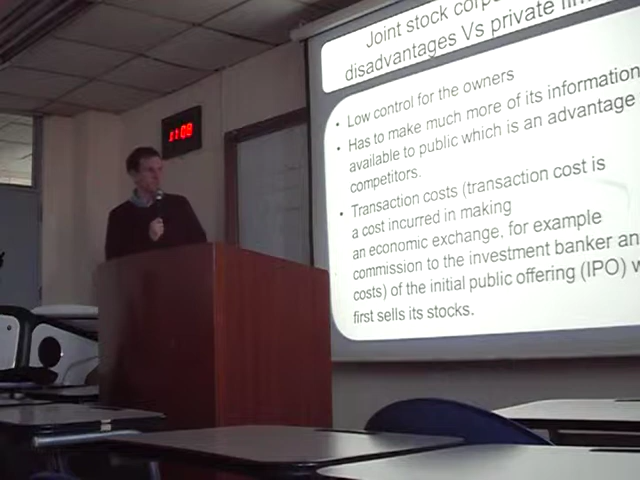 11:09
Joint stock
disadvantages Vs private
• Low control for the owners
• Has to make much more of its information
available to public which is an advantage
competitors.
• Transaction costs (transaction cost is
a cost incurred in making
an economic exchange, for example
commission to the investment banker
costs) of the initial public offering (IPO)
first sells its stocks.